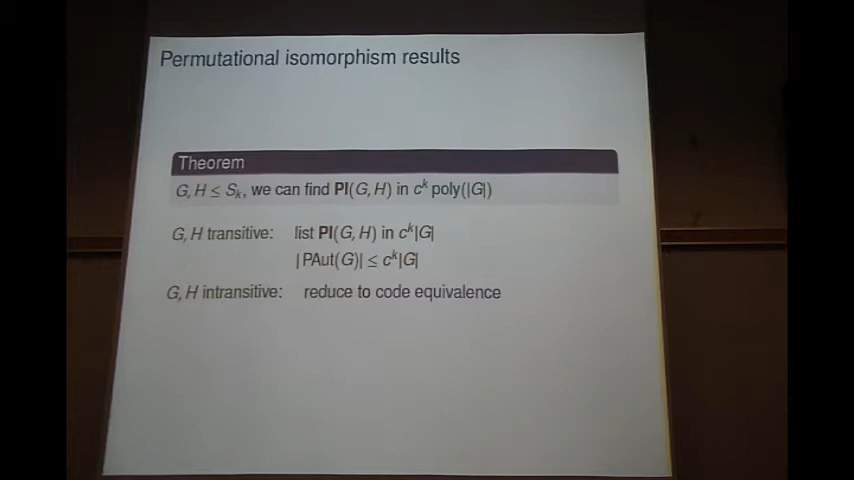 Permutational isomorphism results
Theorem
G, H ≤ S_k, we can find PI(G, H) in c^k poly(|G|)
G, H transitive: list PI(G, H) in c^k|G|
|PAut(G)| ≤ c^k|G|
G, H intransitive: reduce to code equivalence